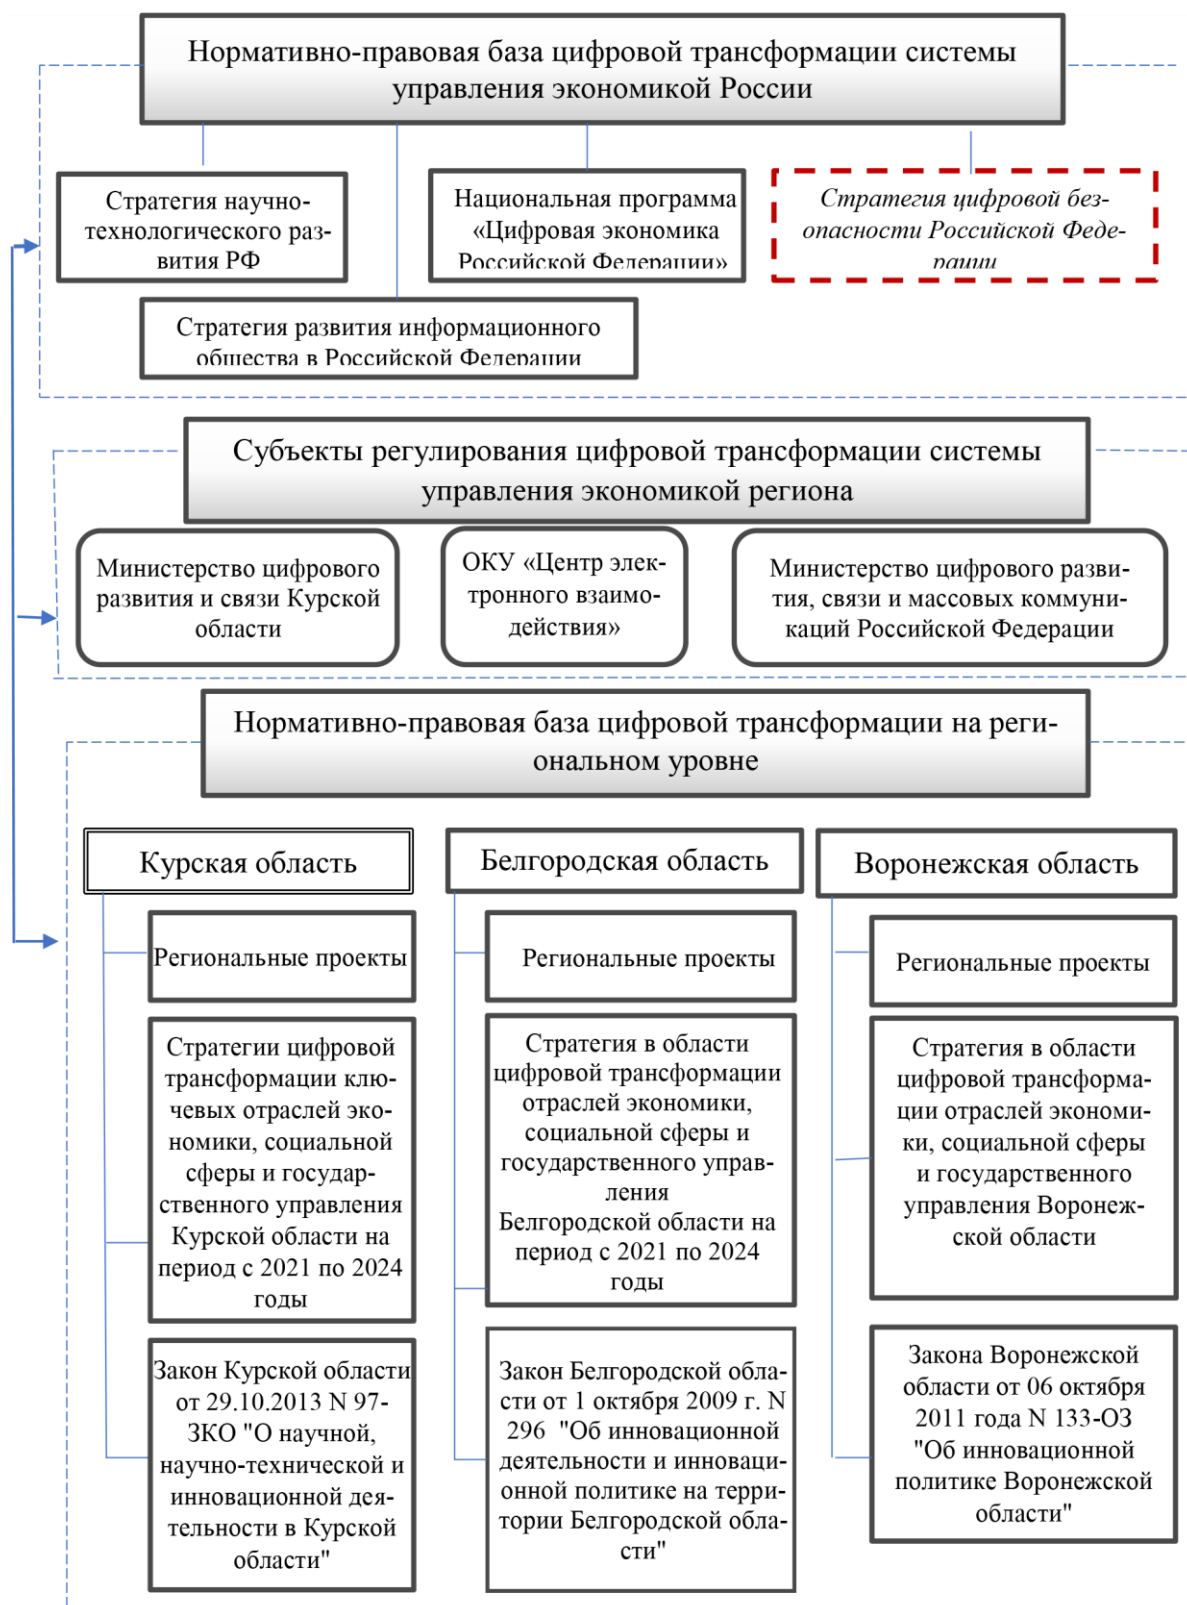 Нормативно-правовая база цифровой трансформации системы
управления экономикой России
Стратегия научно-
технологического раз-
вития РФ
Национальная программа
«Цифровая экономика
Российской Федерации»
Стратегия цифровой без-
опасности Российской Феде-
рации
Стратегия развития информационного
общества в Российской Федерации
Субъекты регулирования цифровой трансформации системы
управления экономикой региона
Министерство цифрового
развития и связи Курской
области
ОКУ «Центр элек-
тронного взаимо-
действия»
Министерство цифрового разви-
тия, связи и массовых коммуни-
каций Российской Федерации
Нормативно-правовая база цифровой трансформации на реги-
ональном уровне
Курская область
Региональные проекты
Стратегии цифровой
трансформации клю-
чевых отраслей эко-
номики, социальной
сферы и государ-
ственного управления
Курской области на
период с 2021 по 2024
годы
Закон Курской области
от 29.10.2013 N 97-
ЗКО "О научной,
научно-технической и
инновационной дея-
тельности в Курской
области"
Белгородская область
Региональные проекты
Стратегия в области
цифровой трансформации
отраслей экономики,
социальной сферы и
государственного управ-
ления
Белгородской области на
период с 2021 по 2024
годы
Закон Белгородской обла-
сти от 1 октября 2009 г. N
296 "Об инновационной
деятельности и инноваци-
онной политике на терри-
тории Белгородской обла-
сти"
Воронежская область
Региональные проекты
Стратегия в области
цифровой трансформа-
ции отраслей экономи-
ки, социальной сферы
и государственного
управления Воронеж-
ской области
Закона Воронежской
области от 06 октября
2011 года N 133-ОЗ
"Об инновационной
политике Воронежской
области"